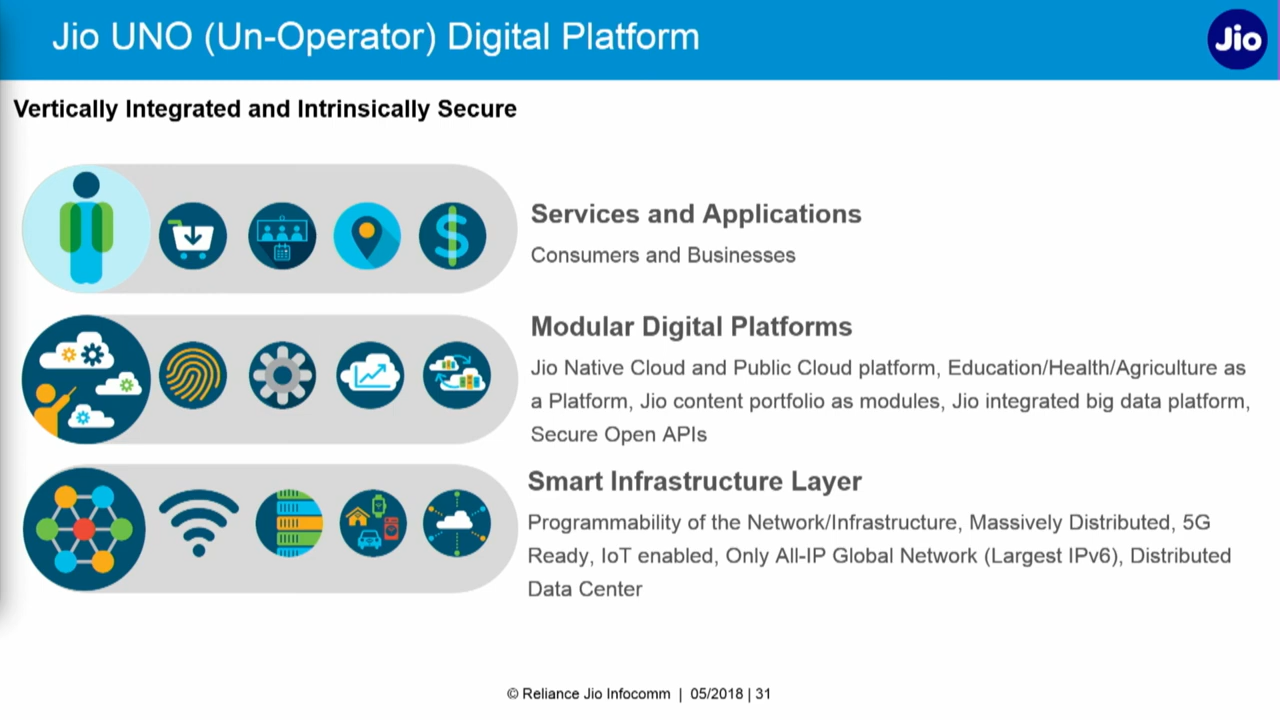 Jio UNO (Un-Operator) Digital Platform
Jio
Vertically Integrated and Intrinsically Secure
Services and Applications
Consumers and Businesses
Modular Digital Platforms
Jio Native Cloud and Public Cloud platform, Education/Health/Agriculture as
a Platform, Jio content portfolio as modules, Jio integrated big data platform,
Secure Open APIs
Smart Infrastructure Layer
Programmability of the Network/Infrastructure, Massively Distributed, 5G
Ready, IoT enabled, Only All-IP Global Network (Largest IPv6), Distributed
Data Center
© Reliance Jio Infocomm | 05/2018 | 31